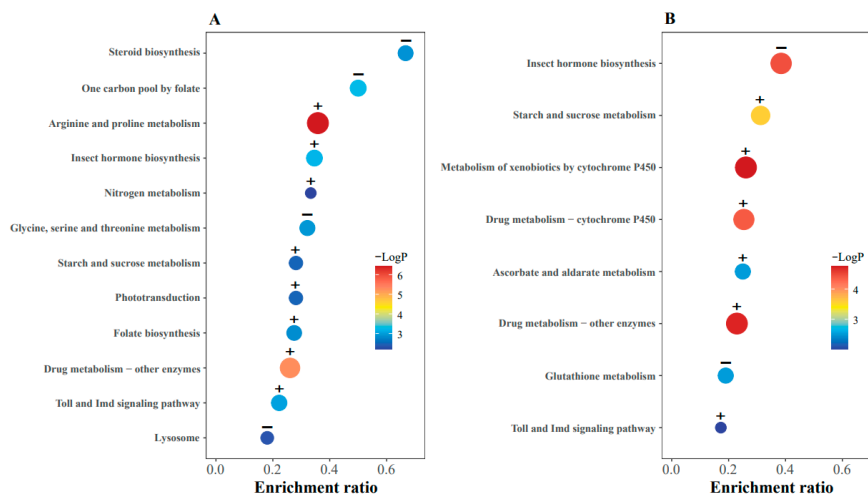 A
Steroid biosynthesis
One carbon pool by folate
Arginine and proline metabolism
Insect hormone biosynthesis
Nitrogen metabolism
Glycine, serine and threonine metabolism
Starch and sucrose metabolism
Phototransduction
Folate biosynthesis
Drug metabolism − other enzymes
Toll and Imd signaling pathway
Lysosome
− − + + + − + + + + + −
−LogP
6
5
4
3
0.0 0.2 0.4 0.6
Enrichment ratio
B
Insect hormone biosynthesis
Starch and sucrose metabolism
Metabolism of xenobiotics by cytochrome P450
Drug metabolism − cytochrome P450
Ascorbate and aldarate metabolism
Drug metabolism − other enzymes
Glutathione metabolism
Toll and Imd signaling pathway
− + + + + + − +
−LogP
4
3
0.0 0.2 0.4 0.6
Enrichment ratio